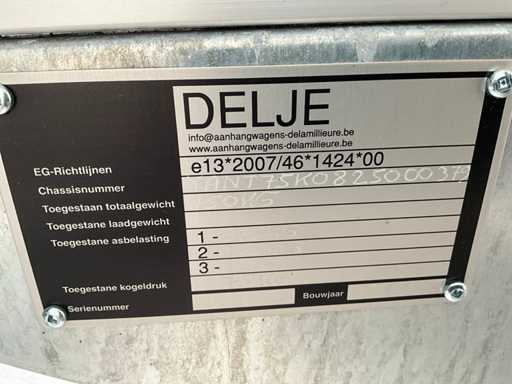 DELJE
info@aanhangwagens-delamillieure.be
www.aanhangwagens-delamillieure.be
EG-Richtlijnen e13*2007/46*1424*00
Chassisnummer
Toegestaan totaalgewicht 750KG
Toegestane laadgewicht
Toegestane asbelasting 1 -
2 -
3 -
Toegestane kogeldruk
Serienummer Bouwjaar